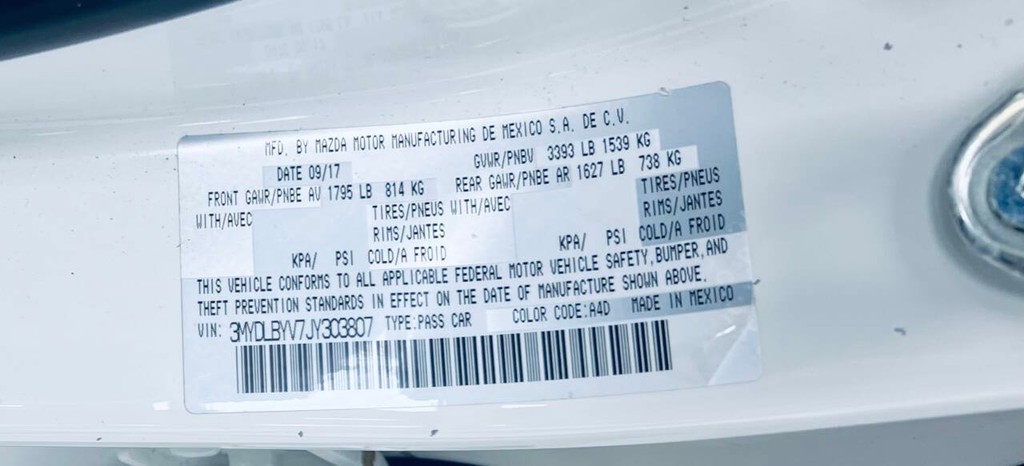 MFD. BY MAZDA MOTOR MANUFACTURING DE MEXICO S.A. DE C.V.
DATE 09/17 GVWR/PNBV 3393 LB 1539 KG
FRONT GAWR/PNBE AV 1795 LB 814 KG REAR GAWR/PNBE AR 1627 LB 738 KG
WITH/AVEC TIRES/PNEUS WITH/AVEC TIRES/PNEUS
RIMS/JANTES RIMS/JANTES
KPA/ PSI COLD/A FROID KPA/ PSI COLD/A FROID
THIS VEHICLE CONFORMS TO ALL APPLICABLE FEDERAL MOTOR VEHICLE SAFETY, BUMPER, AND
THEFT PREVENTION STANDARDS IN EFFECT ON THE DATE OF MANUFACTURE SHOWN ABOVE.
VIN: 3MYDLBYV7JY303807 TYPE:PASS CAR COLOR CODE:A4D MADE IN MEXICO